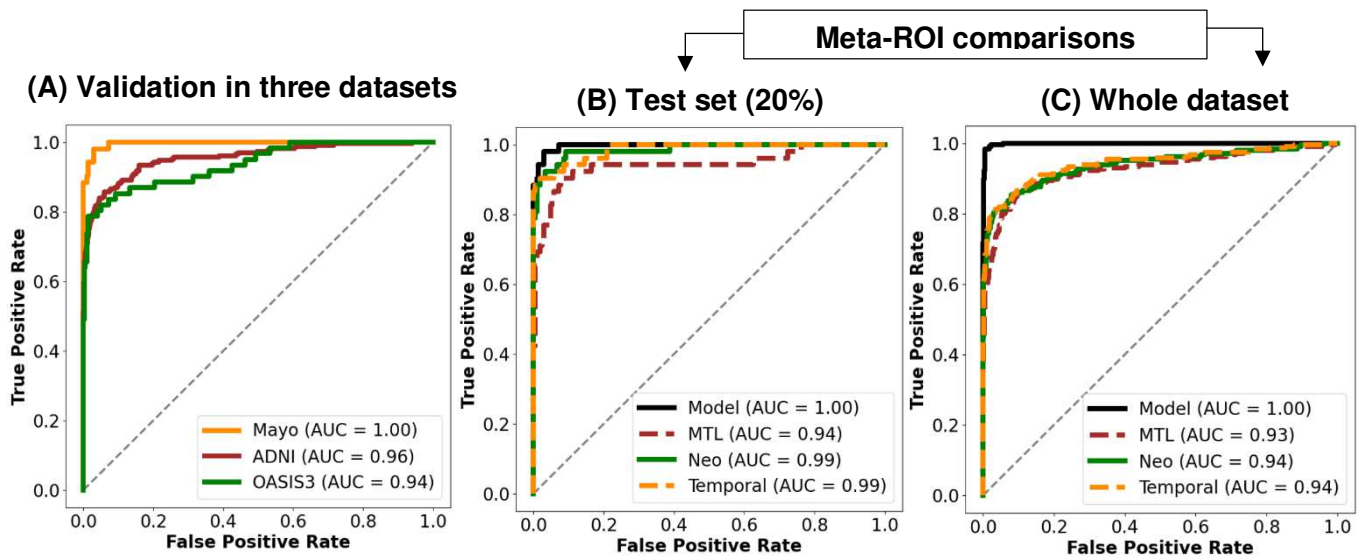 Meta-ROI comparisons
(A) Validation in three datasets
(B) Test set (20%)
(C) Whole dataset
True Positive Rate
1.0
0.8
0.6
0.4
0.2
0.0
Mayo (AUC = 1.00)
ADNI (AUC = 0.96)
OASIS3 (AUC = 0.94)
0.0 0.2 0.4 0.6 0.8 1.0
False Positive Rate
True Positive Rate
1.0
0.8
0.6
0.4
0.2
0.0
Model (AUC = 1.00)
MTL (AUC = 0.94)
Neo (AUC = 0.99)
Temporal (AUC = 0.99)
0.0 0.2 0.4 0.6 0.8 1.0
False Positive Rate
True Positive Rate
1.0
0.8
0.6
0.4
0.2
0.0
Model (AUC = 1.00)
MTL (AUC = 0.93)
Neo (AUC = 0.94)
Temporal (AUC = 0.94)
0.0 0.2 0.4 0.6 0.8 1.0
False Positive Rate